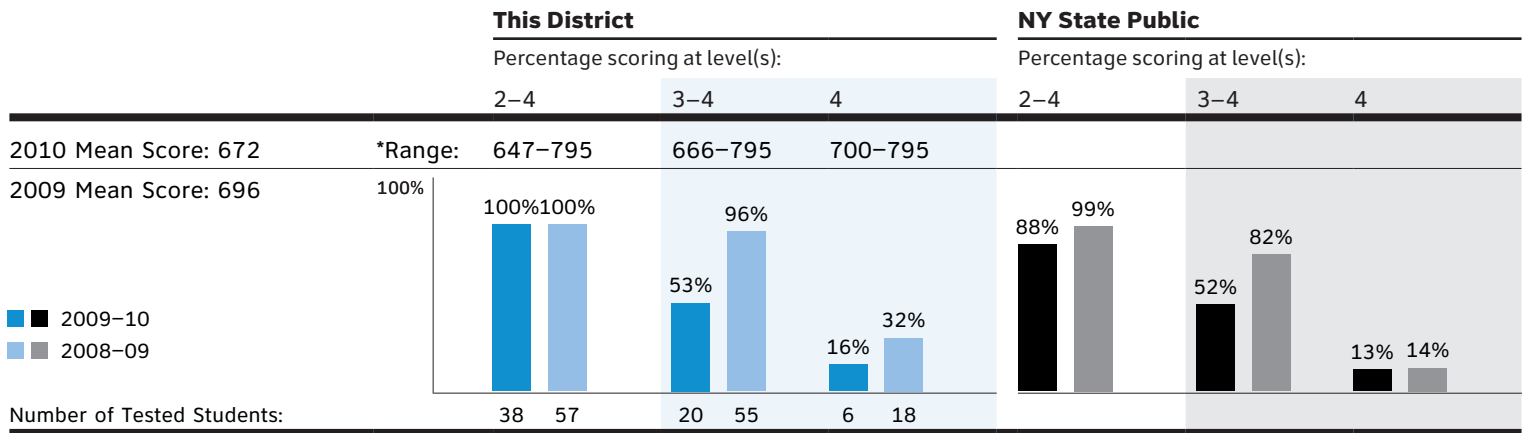 This District NY State Public
Percentage scoring at level(s): Percentage scoring at level(s):
2–4 3–4 4 2–4 3–4 4
2010 Mean Score: 672 *Range: 647–795 666–795 700–795
2009 Mean Score: 696 100%
100% 100% 53% 96% 16% 32% 88% 99% 52% 82% 13% 14%
2009–10
2008–09
Number of Tested Students: 38 57 20 55 6 18